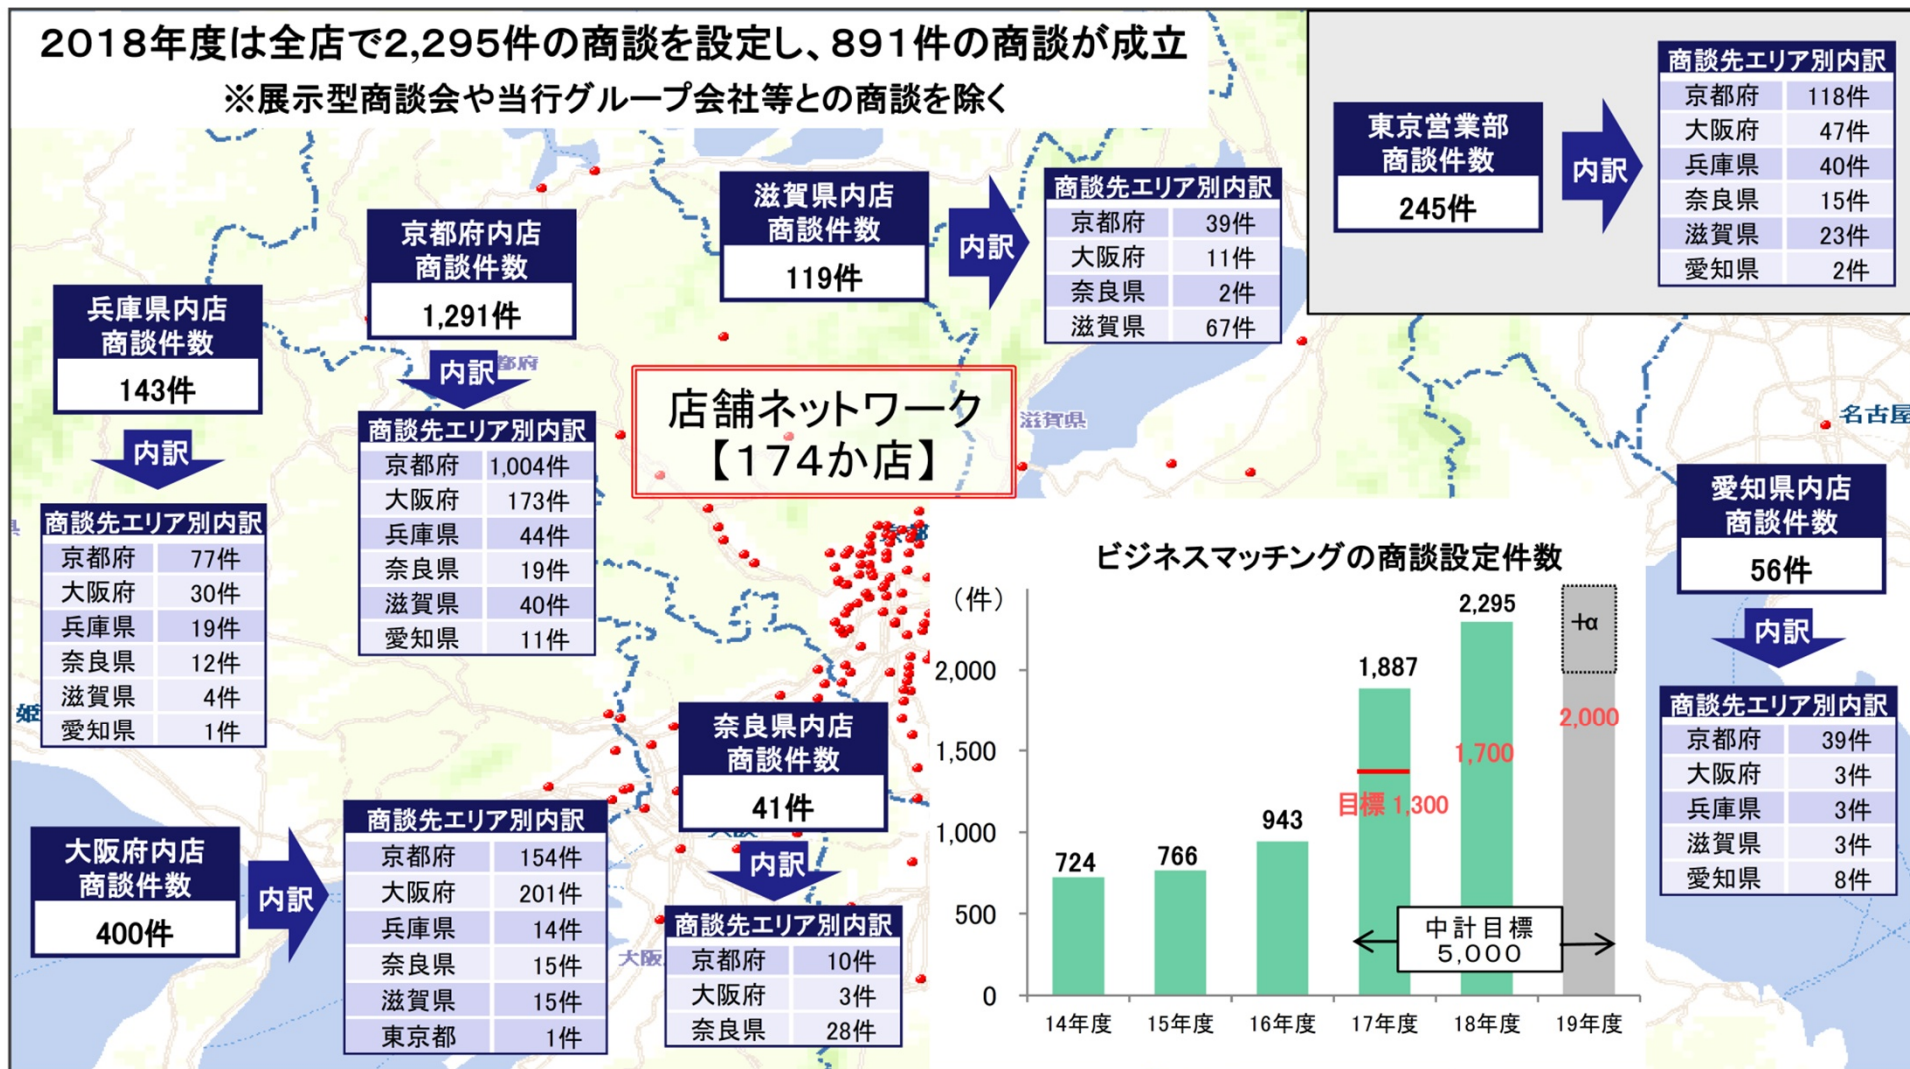 2018年度は全店で2,295件の商談を設定し、891件の商談が成立
※展示型商談会や当行グループ会社等との商談を除く
東京営業部
商談件数
245件
内訳
商談先エリア別内訳
京都府 118件
大阪府 47件
兵庫県 40件
奈良県 15件
滋賀県 23件
愛知県 2件
滋賀県内店
商談件数
119件
内訳
商談先エリア別内訳
京都府 39件
大阪府 11件
奈良県 2件
滋賀県 67件
京都府内店
商談件数
1,291件
内訳
商談先エリア別内訳
京都府 1,004件
大阪府 173件
兵庫県 44件
奈良県 19件
滋賀県 40件
愛知県 11件
兵庫県内店
商談件数
143件
内訳
商談先エリア別内訳
京都府 77件
大阪府 30件
兵庫県 19件
奈良県 12件
滋賀県 4件
愛知県 1件
店舗ネットワーク
【174か店】
都府
滋賀県
名古屋
京都
姫
大阪
愛知県内店
商談件数
56件
内訳
商談先エリア別内訳
京都府 39件
大阪府 3件
兵庫県 3件
滋賀県 3件
愛知県 8件
奈良県内店
商談件数
41件
内訳
商談先エリア別内訳
京都府 10件
大阪府 3件
奈良県 28件
大阪府内店
商談件数
400件
内訳
商談先エリア別内訳
京都府 154件
大阪府 201件
兵庫県 14件
奈良県 15件
滋賀県 15件
東京都 1件
ビジネスマッチングの商談設定件数
（件）
2,000
1,500
1,000
500
0
724
766
943
1,887
2,295
+α
目標 1,300
1,700
2,000
中計目標
5,000
14年度 15年度 16年度 17年度 18年度 19年度